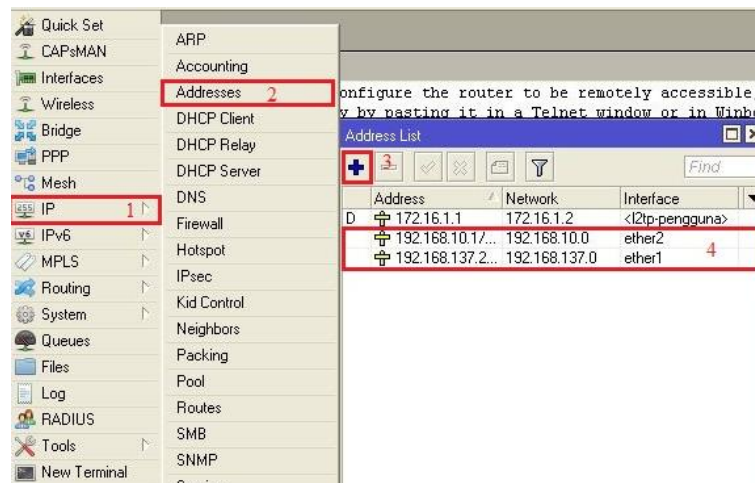 Quick Set
CAPsMAN
Interfaces
Wireless
Bridge
PPP
Mesh
255 IP 1
v6 IPv6
MPLS
Routing
System
Queues
Files
Log
RADIUS
Tools
New Terminal
ARP
Accounting
Addresses 2
DHCP Client
DHCP Relay
DHCP Server
DNS
Firewall
Hotspot
IPsec
Kid Control
Neighbors
Packing
Pool
Routes
SMB
SNMP
onfigure the router to be remotely accessible
y by pasting it in a Telnet window or in Winb
Address List
3 Find
Address Network Interface
D 172.16.1.1 172.16.1.2 <l2tp-pengguna>
192.168.10.1/... 192.168.10.0 ether2
192.168.137.2... 192.168.137.0 ether1
4